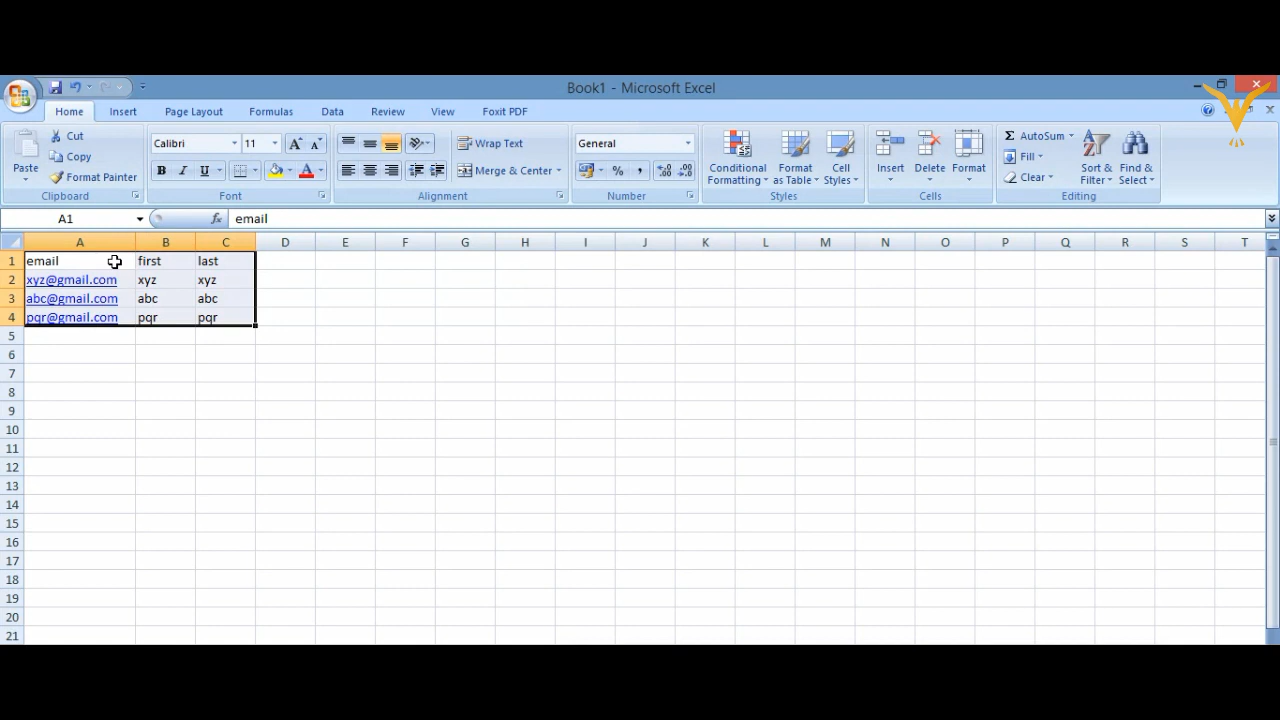 Book1 - Microsoft Excel
Home Insert Page Layout Formulas Data Review View Foxit PDF
Paste Cut Calibri 11 Wrap Text General Conditional Formatting Format as Table Cell Styles Insert Delete Format AutoSum Sort & Filter Find & Select
Copy Fill
Format Painter B I U A Merge & Center % , Clear
Clipboard Font Alignment Number Styles Cells Editing
A1 fx email
A B C D E F G H I J K L M N O P Q R S T
1 email first last
2 xyz@gmail.com xyz xyz
3 abc@gmail.com abc abc
4 pqr@gmail.com pqr pqr
5
6
7
8
9
10
11
12
13
14
15
16
17
18
19
20
21